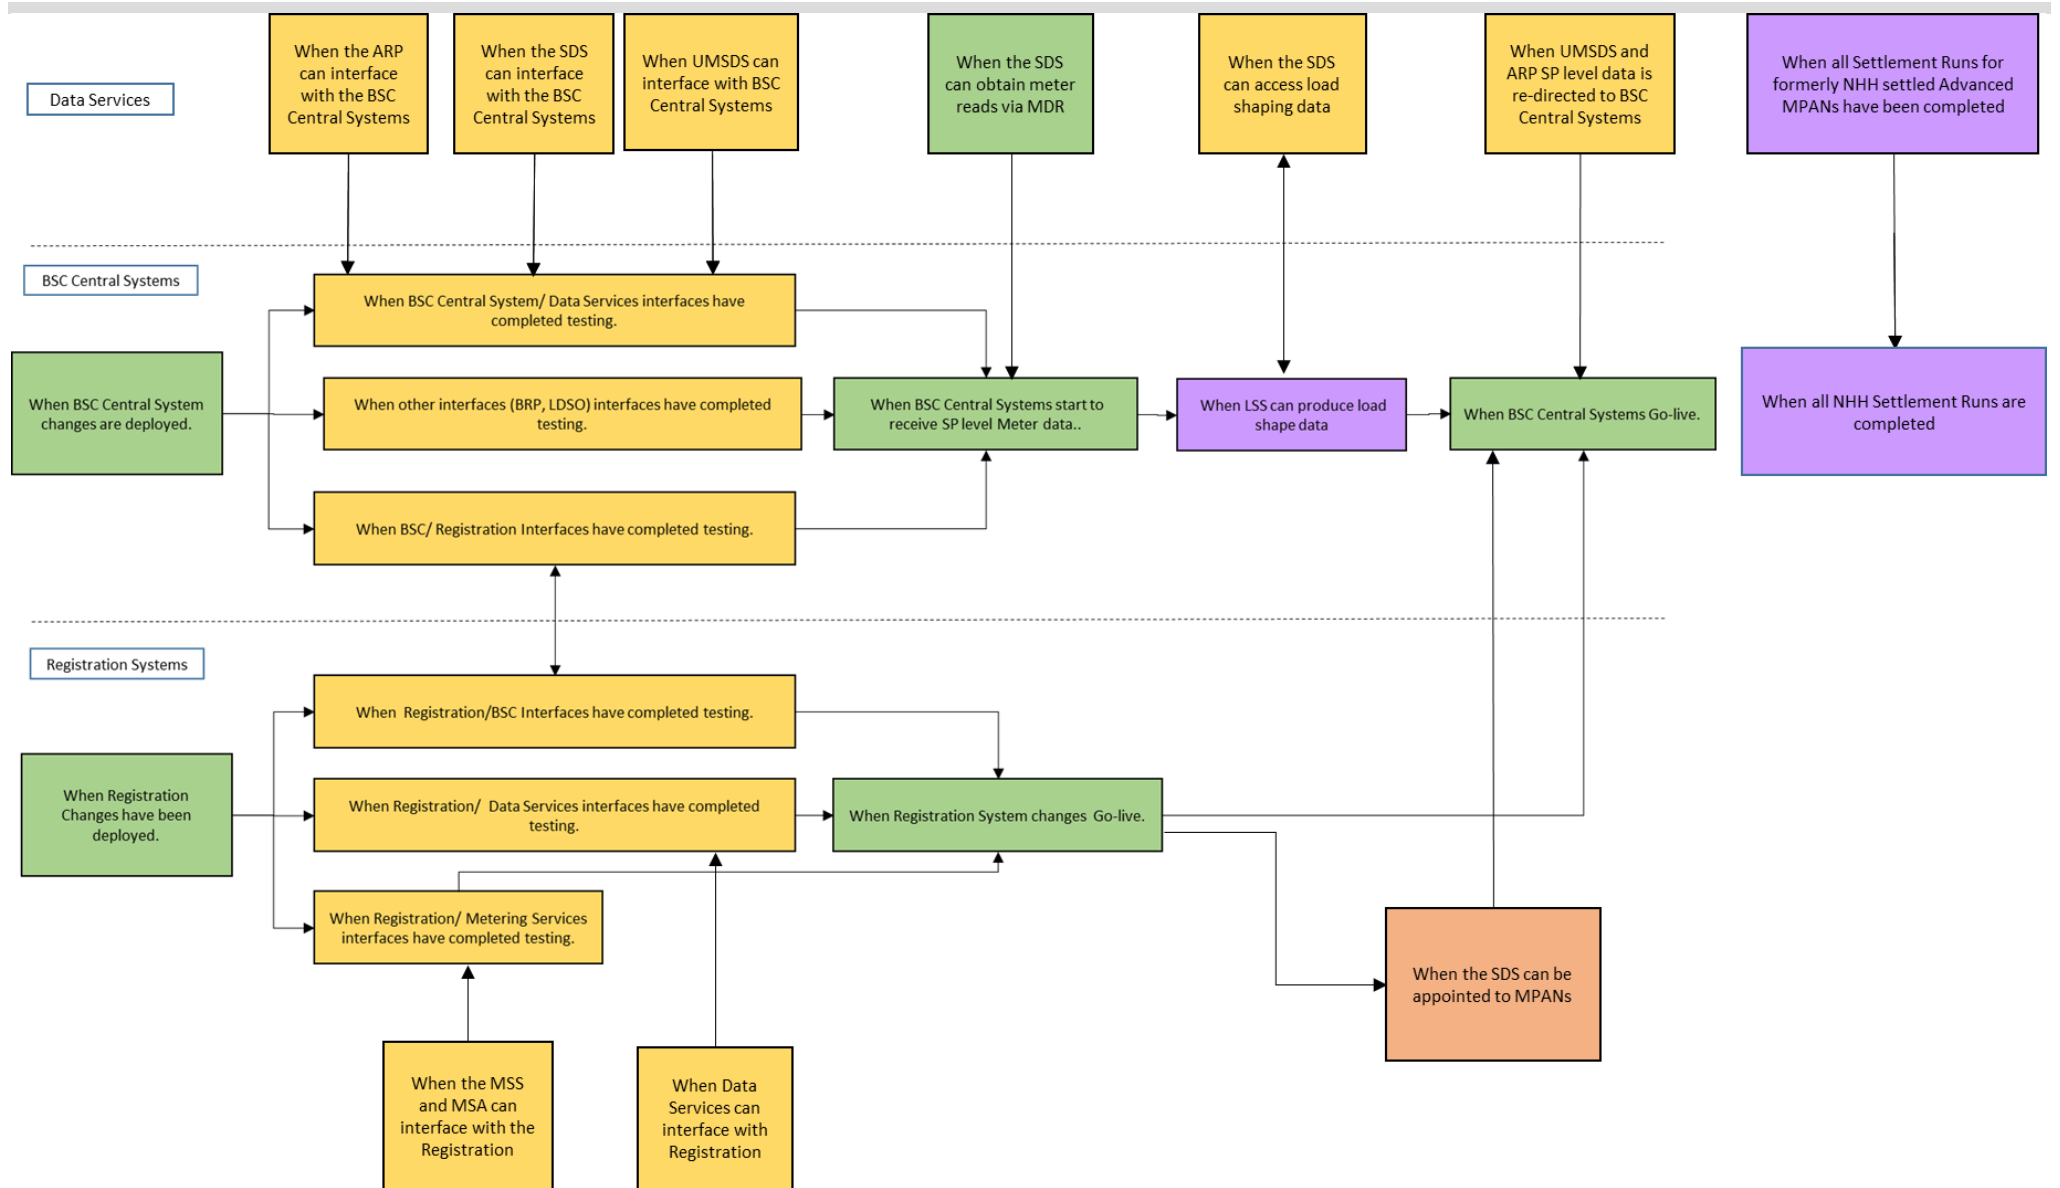 Data Services
When the ARP
can interface
with the BSC
Central Systems
When the SDS
can interface
with the BSC
Central Systems
When UMSDS can
interface with BSC
Central Systems
When the SDS
can obtain meter
reads via MDR
When the SDS
can access load
shaping data
When UMSDS and
ARP SP level data is
re-directed to BSC
Central Systems
When all Settlement Runs for
formerly NHH settled Advanced
MPANs have been completed
BSC Central Systems
When BSC Central System
changes are deployed.
When BSC Central System/ Data Services interfaces have
completed testing.
When other interfaces (BRP, LDSO) interfaces have completed
testing.
When BSC/ Registration Interfaces have completed testing.
When BSC Central Systems start to
receive SP level Meter data..
When LSS can produce load
shape data
When BSC Central Systems Go-live.
When all NHH Settlement Runs are
completed
Registration Systems
When Registration
Changes have been
deployed.
When  Registration/BSC Interfaces have completed testing.
When Registration/  Data Services interfaces have completed
testing.
When Registration/ Metering Services
interfaces have completed testing.
When Registration System changes  Go-live.
When the SDS can be
appointed to MPANs
When the MSS
and MSA can
interface with the
Registration
When Data
Services can
interface with
Registration